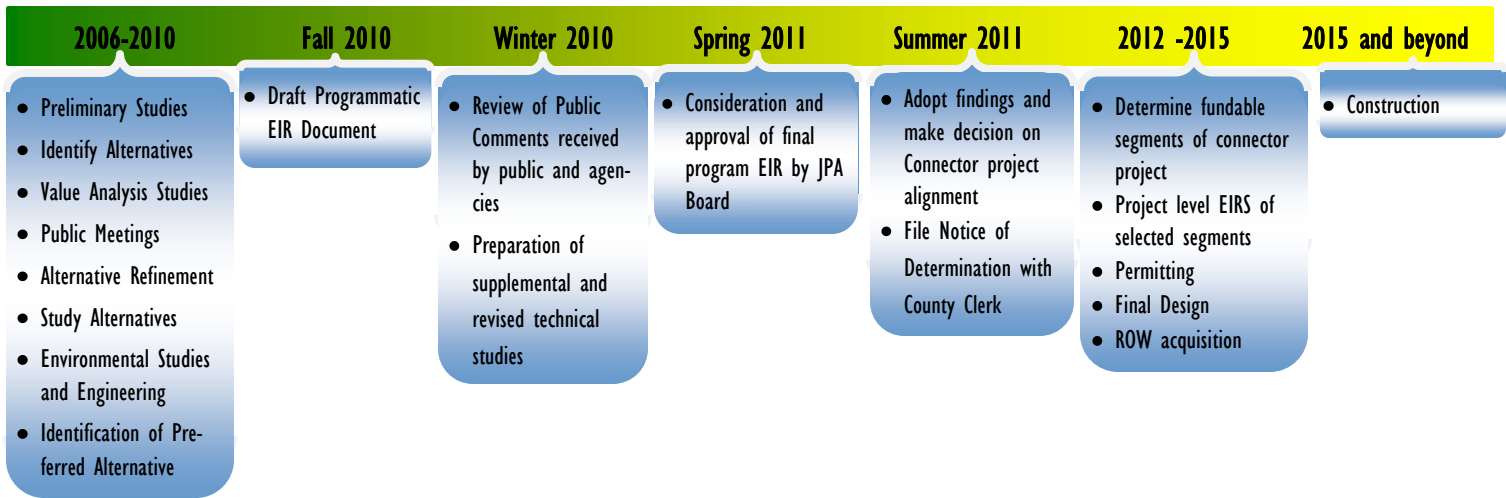 2006-2010
Fall 2010
Winter 2010
Spring 2011
Summer 2011
2012 -2015
2015 and beyond
• Preliminary Studies
• Identify Alternatives
• Value Analysis Studies
• Public Meetings
• Alternative Refinement
• Study Alternatives
• Environmental Studies
and Engineering
• Identification of Pre-
ferred Alternative
• Draft Programmatic
EIR Document
• Review of Public
Comments received
by public and agen-
cies
• Preparation of
supplemental and
revised technical
studies
• Consideration and
approval of final
program EIR by JPA
Board
• Adopt findings and
make decision on
Connector project
alignment
• File Notice of
Determination with
County Clerk
• Determine fundable
segments of connector
project
• Project level EIRS of
selected segments
• Permitting
• Final Design
• ROW acquisition
• Construction